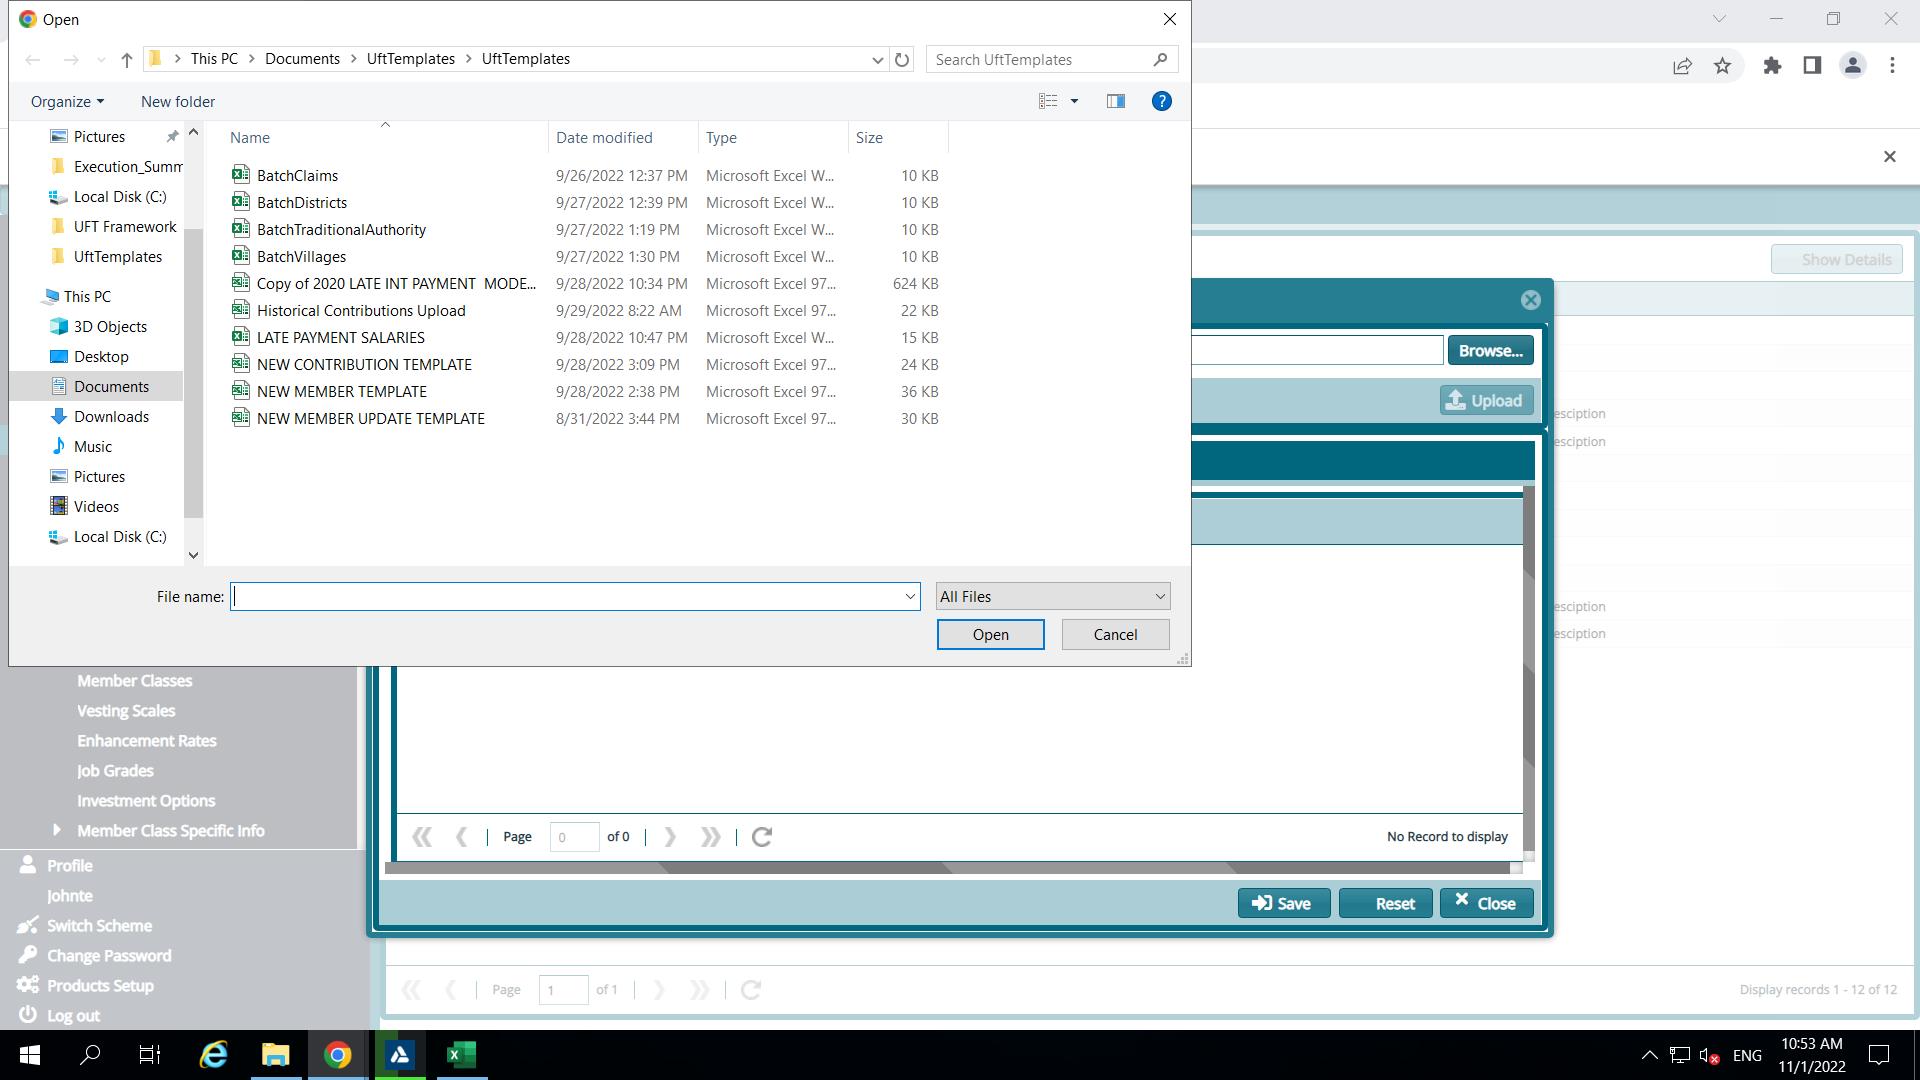 Open
This PC
Documents
UftTemplates
UftTemplates
Search UftTemplates
Organize
New folder
?
Pictures
Execution_Summ
Local Disk (C:)
UFT Framework
UftTemplates
This PC
3D Objects
Desktop
Documents
Downloads
Music
Pictures
Videos
Local Disk (C:)
Name Date modified Type Size
BatchClaims 9/26/2022 12:37 PM Microsoft Excel W... 10 KB
BatchDistricts 9/27/2022 12:39 PM Microsoft Excel W... 10 KB
BatchTraditionalAuthority 9/27/2022 1:19 PM Microsoft Excel W... 10 KB
BatchVillages 9/27/2022 1:30 PM Microsoft Excel W... 10 KB
Copy of 2020 LATE INT PAYMENT MODE... 9/28/2022 10:34 PM Microsoft Excel 97... 624 KB
Historical Contributions Upload 9/29/2022 8:22 AM Microsoft Excel 97... 22 KB
LATE PAYMENT SALARIES 9/28/2022 10:47 PM Microsoft Excel W... 15 KB
NEW CONTRIBUTION TEMPLATE 9/28/2022 3:09 PM Microsoft Excel 97... 24 KB
NEW MEMBER TEMPLATE 9/28/2022 2:38 PM Microsoft Excel 97... 36 KB
NEW MEMBER UPDATE TEMPLATE 8/31/2022 3:44 PM Microsoft Excel 97... 30 KB
File name:
All Files
Open
Cancel
Show Details
Browse...
Upload
esciption
esciption
esciption
esciption
Member Classes
Vesting Scales
Enhancement Rates
Job Grades
Investment Options
Member Class Specific Info
Profile
Johnte
Switch Scheme
Change Password
Products Setup
Log out
Page 0 of 0
No Record to display
Save
Reset
Close
Page 1 of 1
Display records 1 - 12 of 12
ENG
10:53 AM
11/1/2022